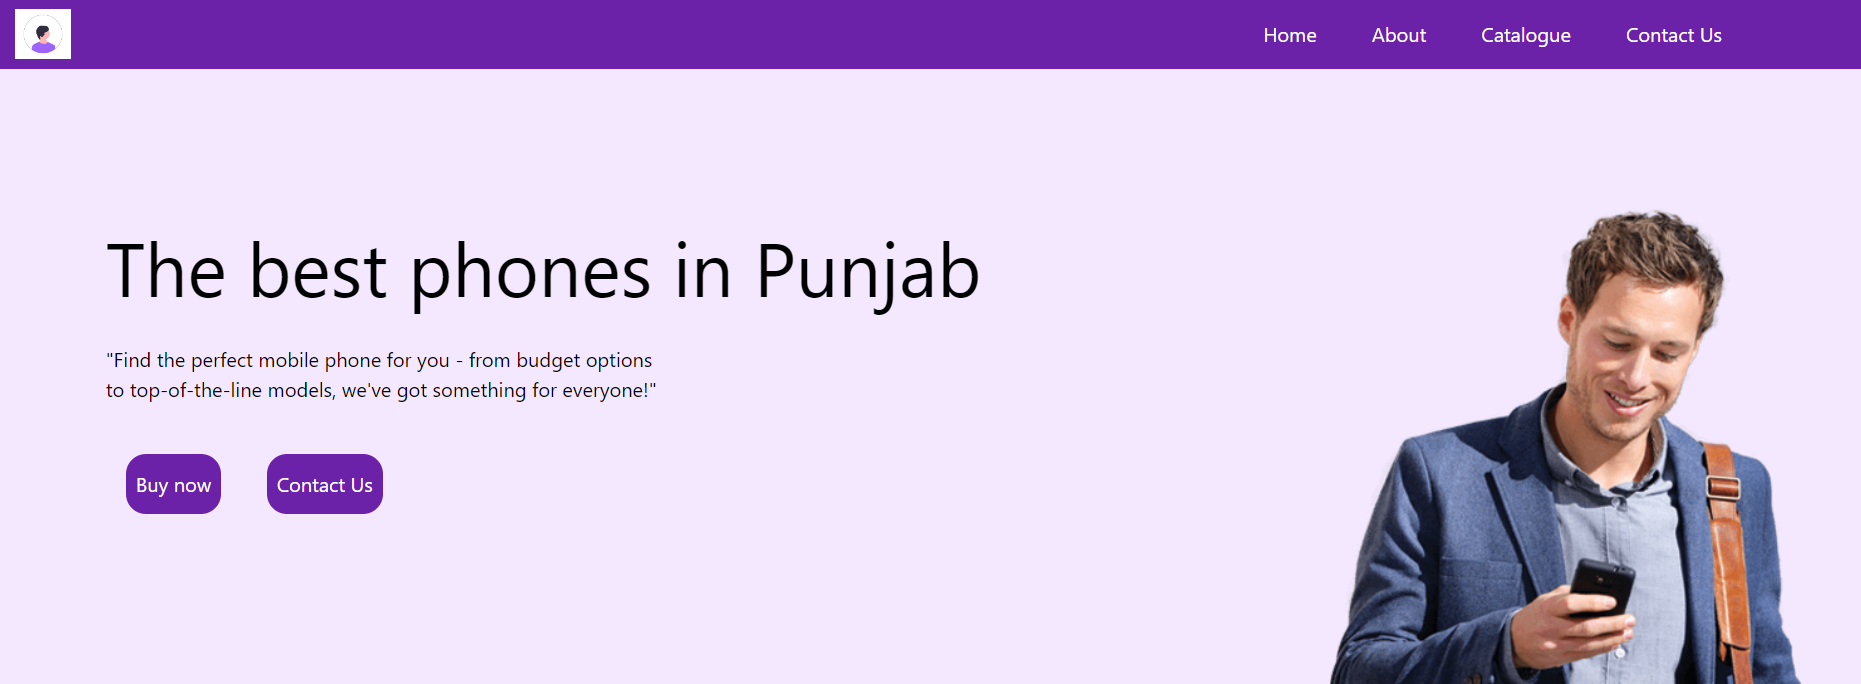 Home About Catalogue Contact Us
The best phones in Punjab
"Find the perfect mobile phone for you - from budget options
to top-of-the-line models, we've got something for everyone!"
Buy now Contact Us